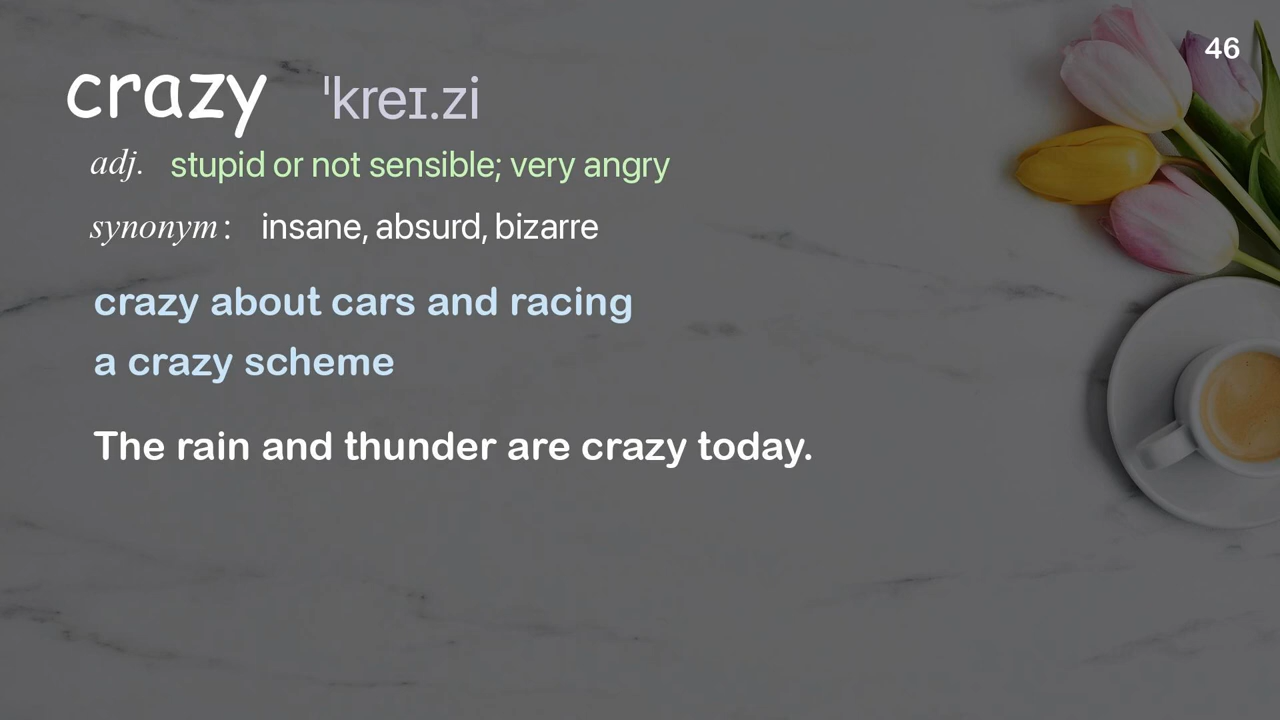 46
crazy ˈkreɪ.zi
adj. stupid or not sensible; very angry
synonym: insane, absurd, bizarre
crazy about cars and racing
a crazy scheme
The rain and thunder are crazy today.